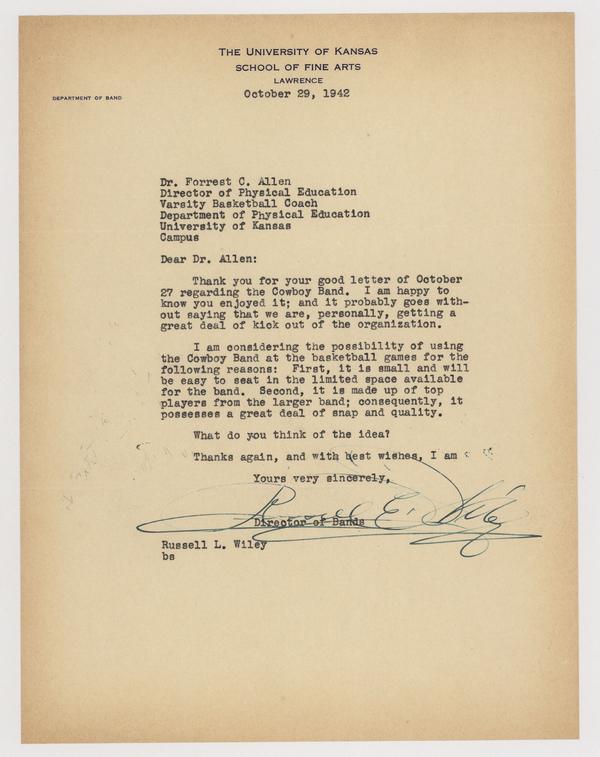 THE UNIVERSITY OF KANSAS
SCHOOL OF FINE ARTS
LAWRENCE
DEPARTMENT OF BAND
October 29, 1942
Dr. Forrest C. Allen
Director of Physical Education
Varsity Basketball Coach
Department of Physical Education
University of Kansas
Campus
Dear Dr. Allen:
Thank you for your good letter of October
27 regarding the Cowboy Band. I am happy to
know you enjoyed it; and it probably goes with-
out saying that we are, personally, getting a
great deal of kick out of the organization.
I am considering the possibility of using
the Cowboy Band at the basketball games for the
following reasons: First, it is small and will
be easy to seat in the limited space available
for the band. Second, it is made up of top
players from the larger band; consequently, it
possesses a great deal of snap and quality.
What do you think of the idea?
Thanks again, and with best wishes, I am
Yours very sincerely,
Russell L. Wiley
Director of Bands
Russell L. Wiley
bs